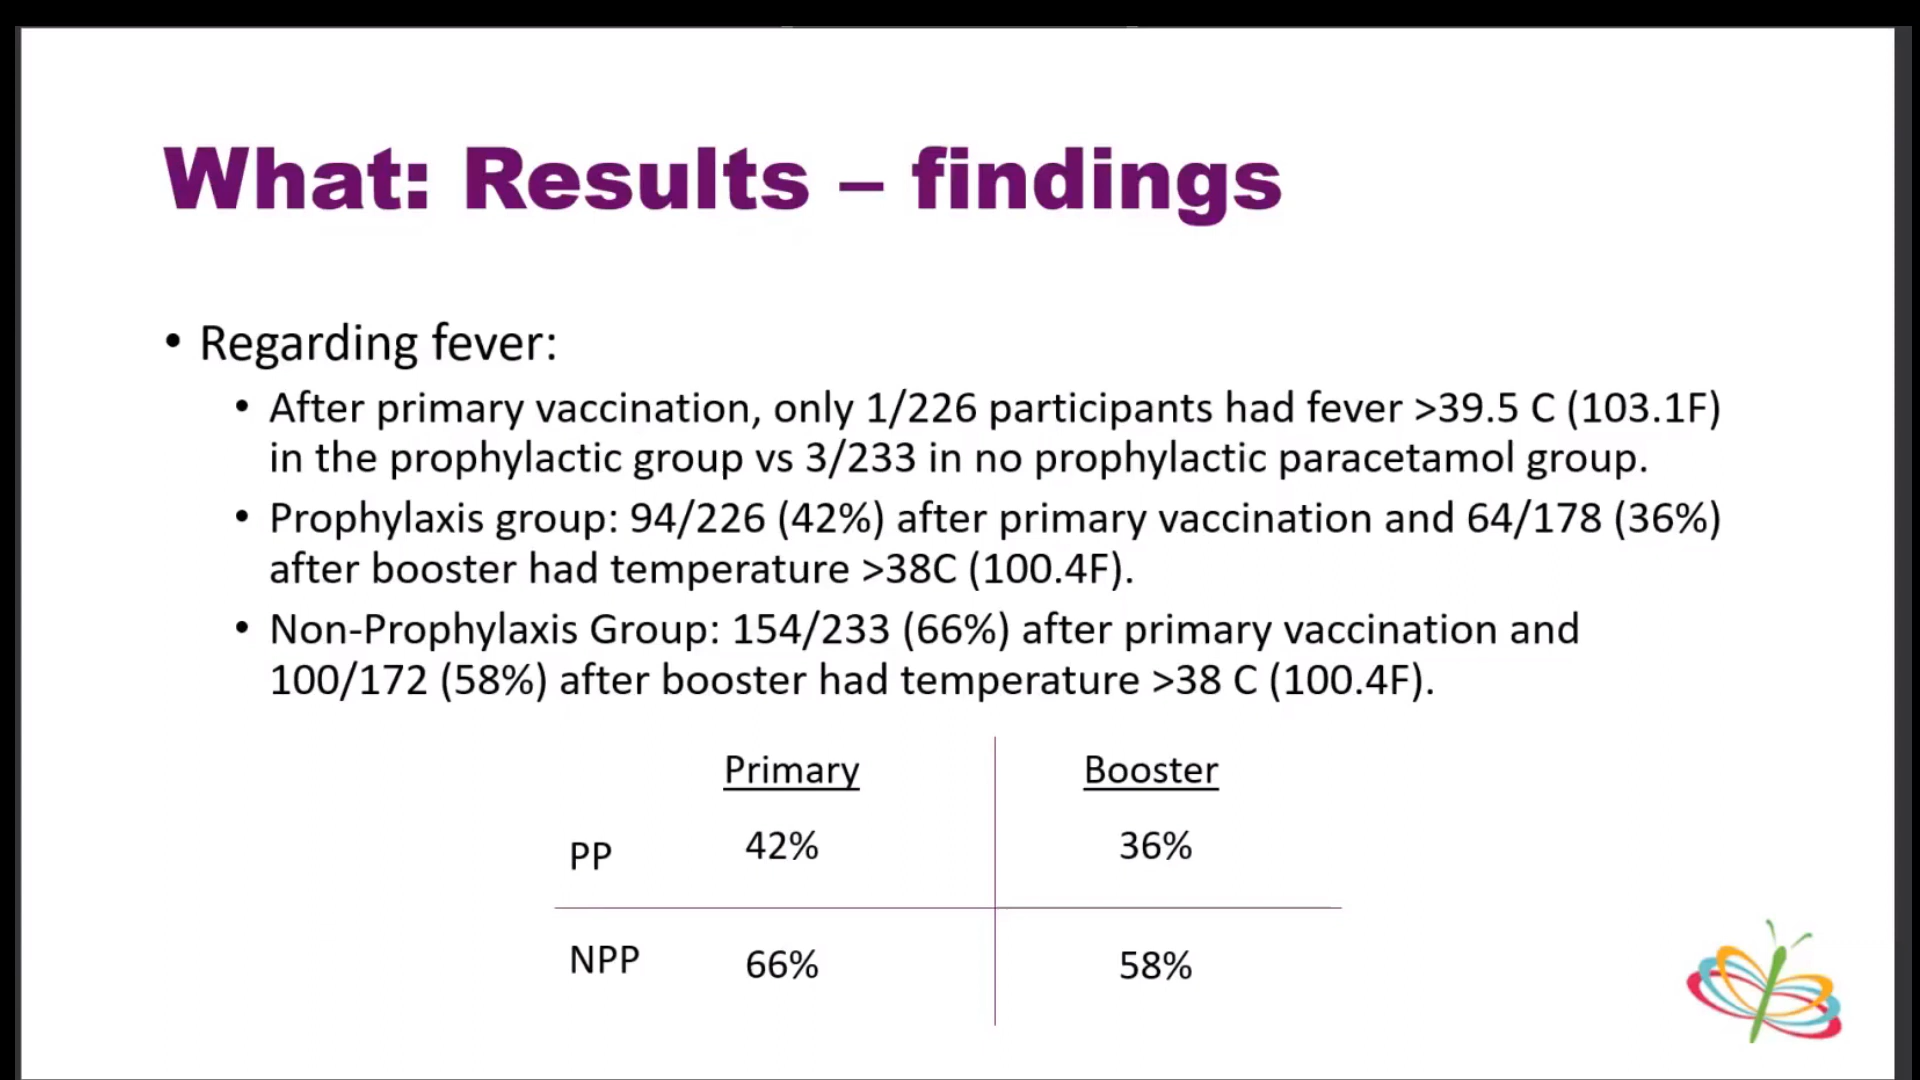 What: Results – findings
• Regarding fever:
• After primary vaccination, only 1/226 participants had fever >39.5 C (103.1F)
in the prophylactic group vs 3/233 in no prophylactic paracetamol group.
• Prophylaxis group: 94/226 (42%) after primary vaccination and 64/178 (36%)
after booster had temperature >38C (100.4F).
• Non-Prophylaxis Group: 154/233 (66%) after primary vaccination and
100/172 (58%) after booster had temperature >38 C (100.4F).
Primary Booster
PP 42% 36%
NPP 66% 58%